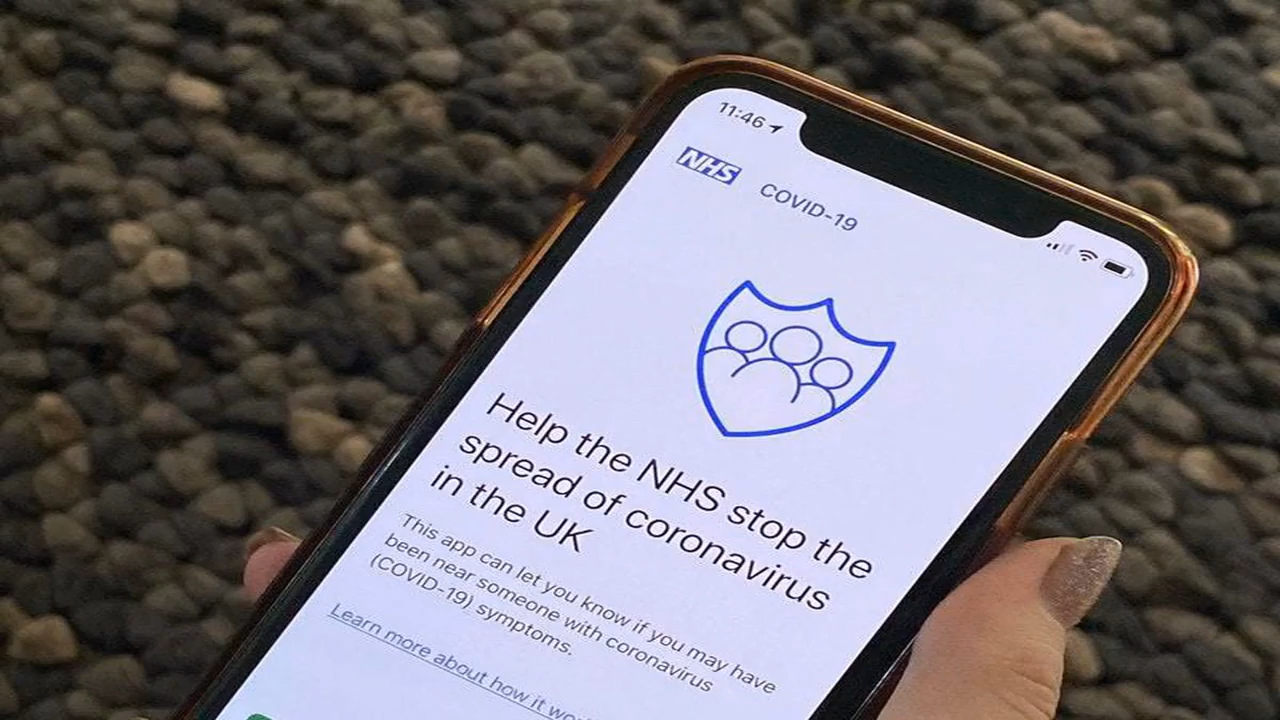 11:46
NHS
COVID-19
Help the NHS stop the
spread of coronavirus
in the UK
This app can let you know if you may have
been near someone with coronavirus
(COVID-19) symptoms.
Learn more about how it